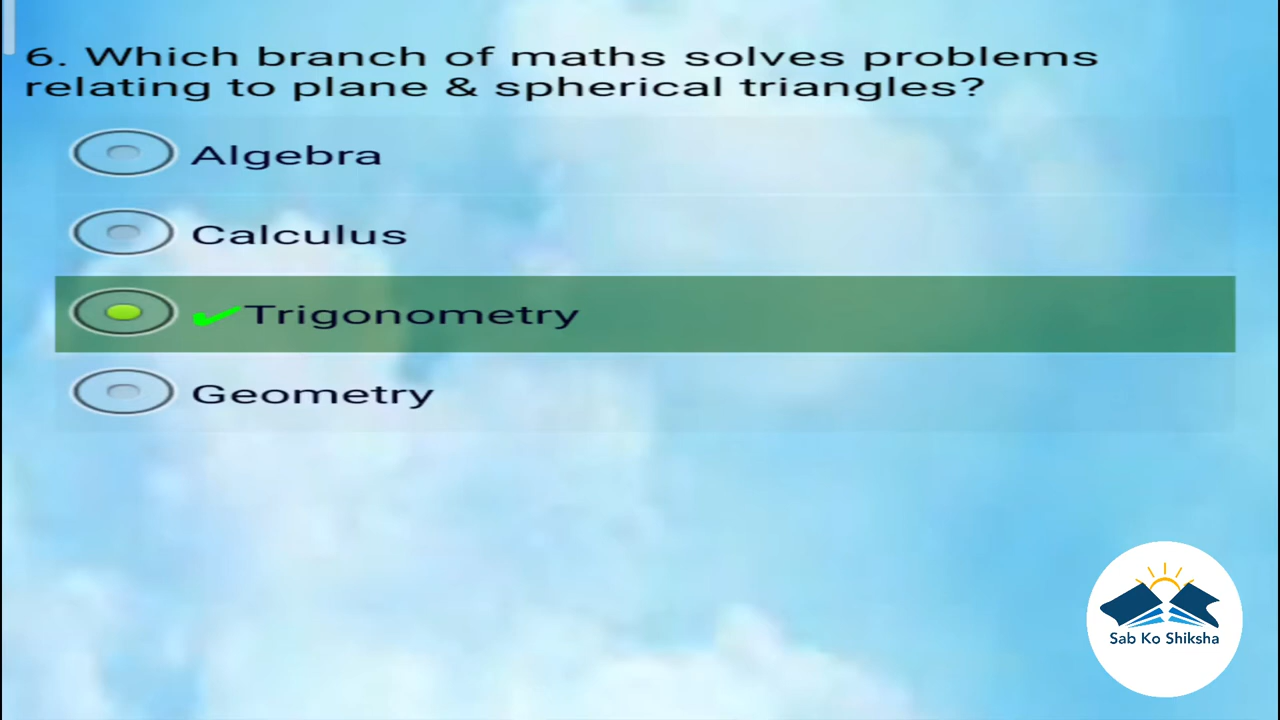 6. Which branch of maths solves problems
relating to plane & spherical triangles?
Algebra
Calculus
✔Trigonometry
Geometry
Sab Ko Shiksha